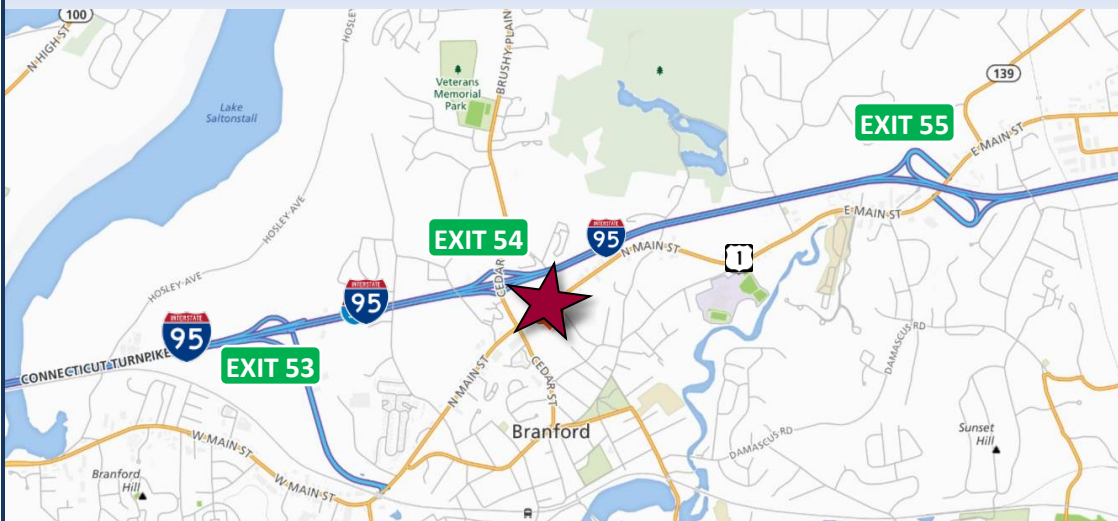 100
N HIGH ST
HOSLEY
BRUSHY PLAIN
Veterans
Memorial
Park
139
Lake
Saltonstall
EXIT 55
E MAIN ST
HOSLEY AVE
E MAIN ST
EXIT 54
INTERSTATE
95
N MAIN ST
CEDAR
1
HOSLEY AVE
INTERSTATE
95
INTERSTATE
95
CONNECTICUT TURNPIKE
EXIT 53
DAMASCUS RD
N MAIN ST
CEDAR ST
W MAIN ST
Branford
Sunset
Hill
DAMASCUS RD
Branford
Hill
W MAIN ST